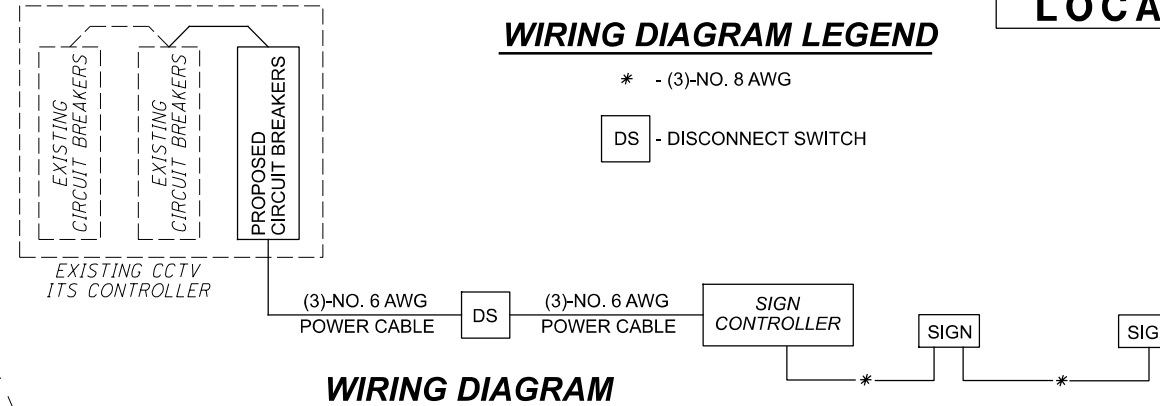 LOCA
WIRING DIAGRAM LEGEND
* - (3)-NO. 8 AWG
DS - DISCONNECT SWITCH
EXISTING
CIRCUIT BREAKERS
EXISTING
CIRCUIT BREAKERS
PROPOSED
CIRCUIT BREAKERS
EXISTING CCTV
ITS CONTROLLER
(3)-NO. 6 AWG
POWER CABLE
DS
(3)-NO. 6 AWG
POWER CABLE
SIGN
CONTROLLER
SIGN
SIG
*
*
WIRING DIAGRAM